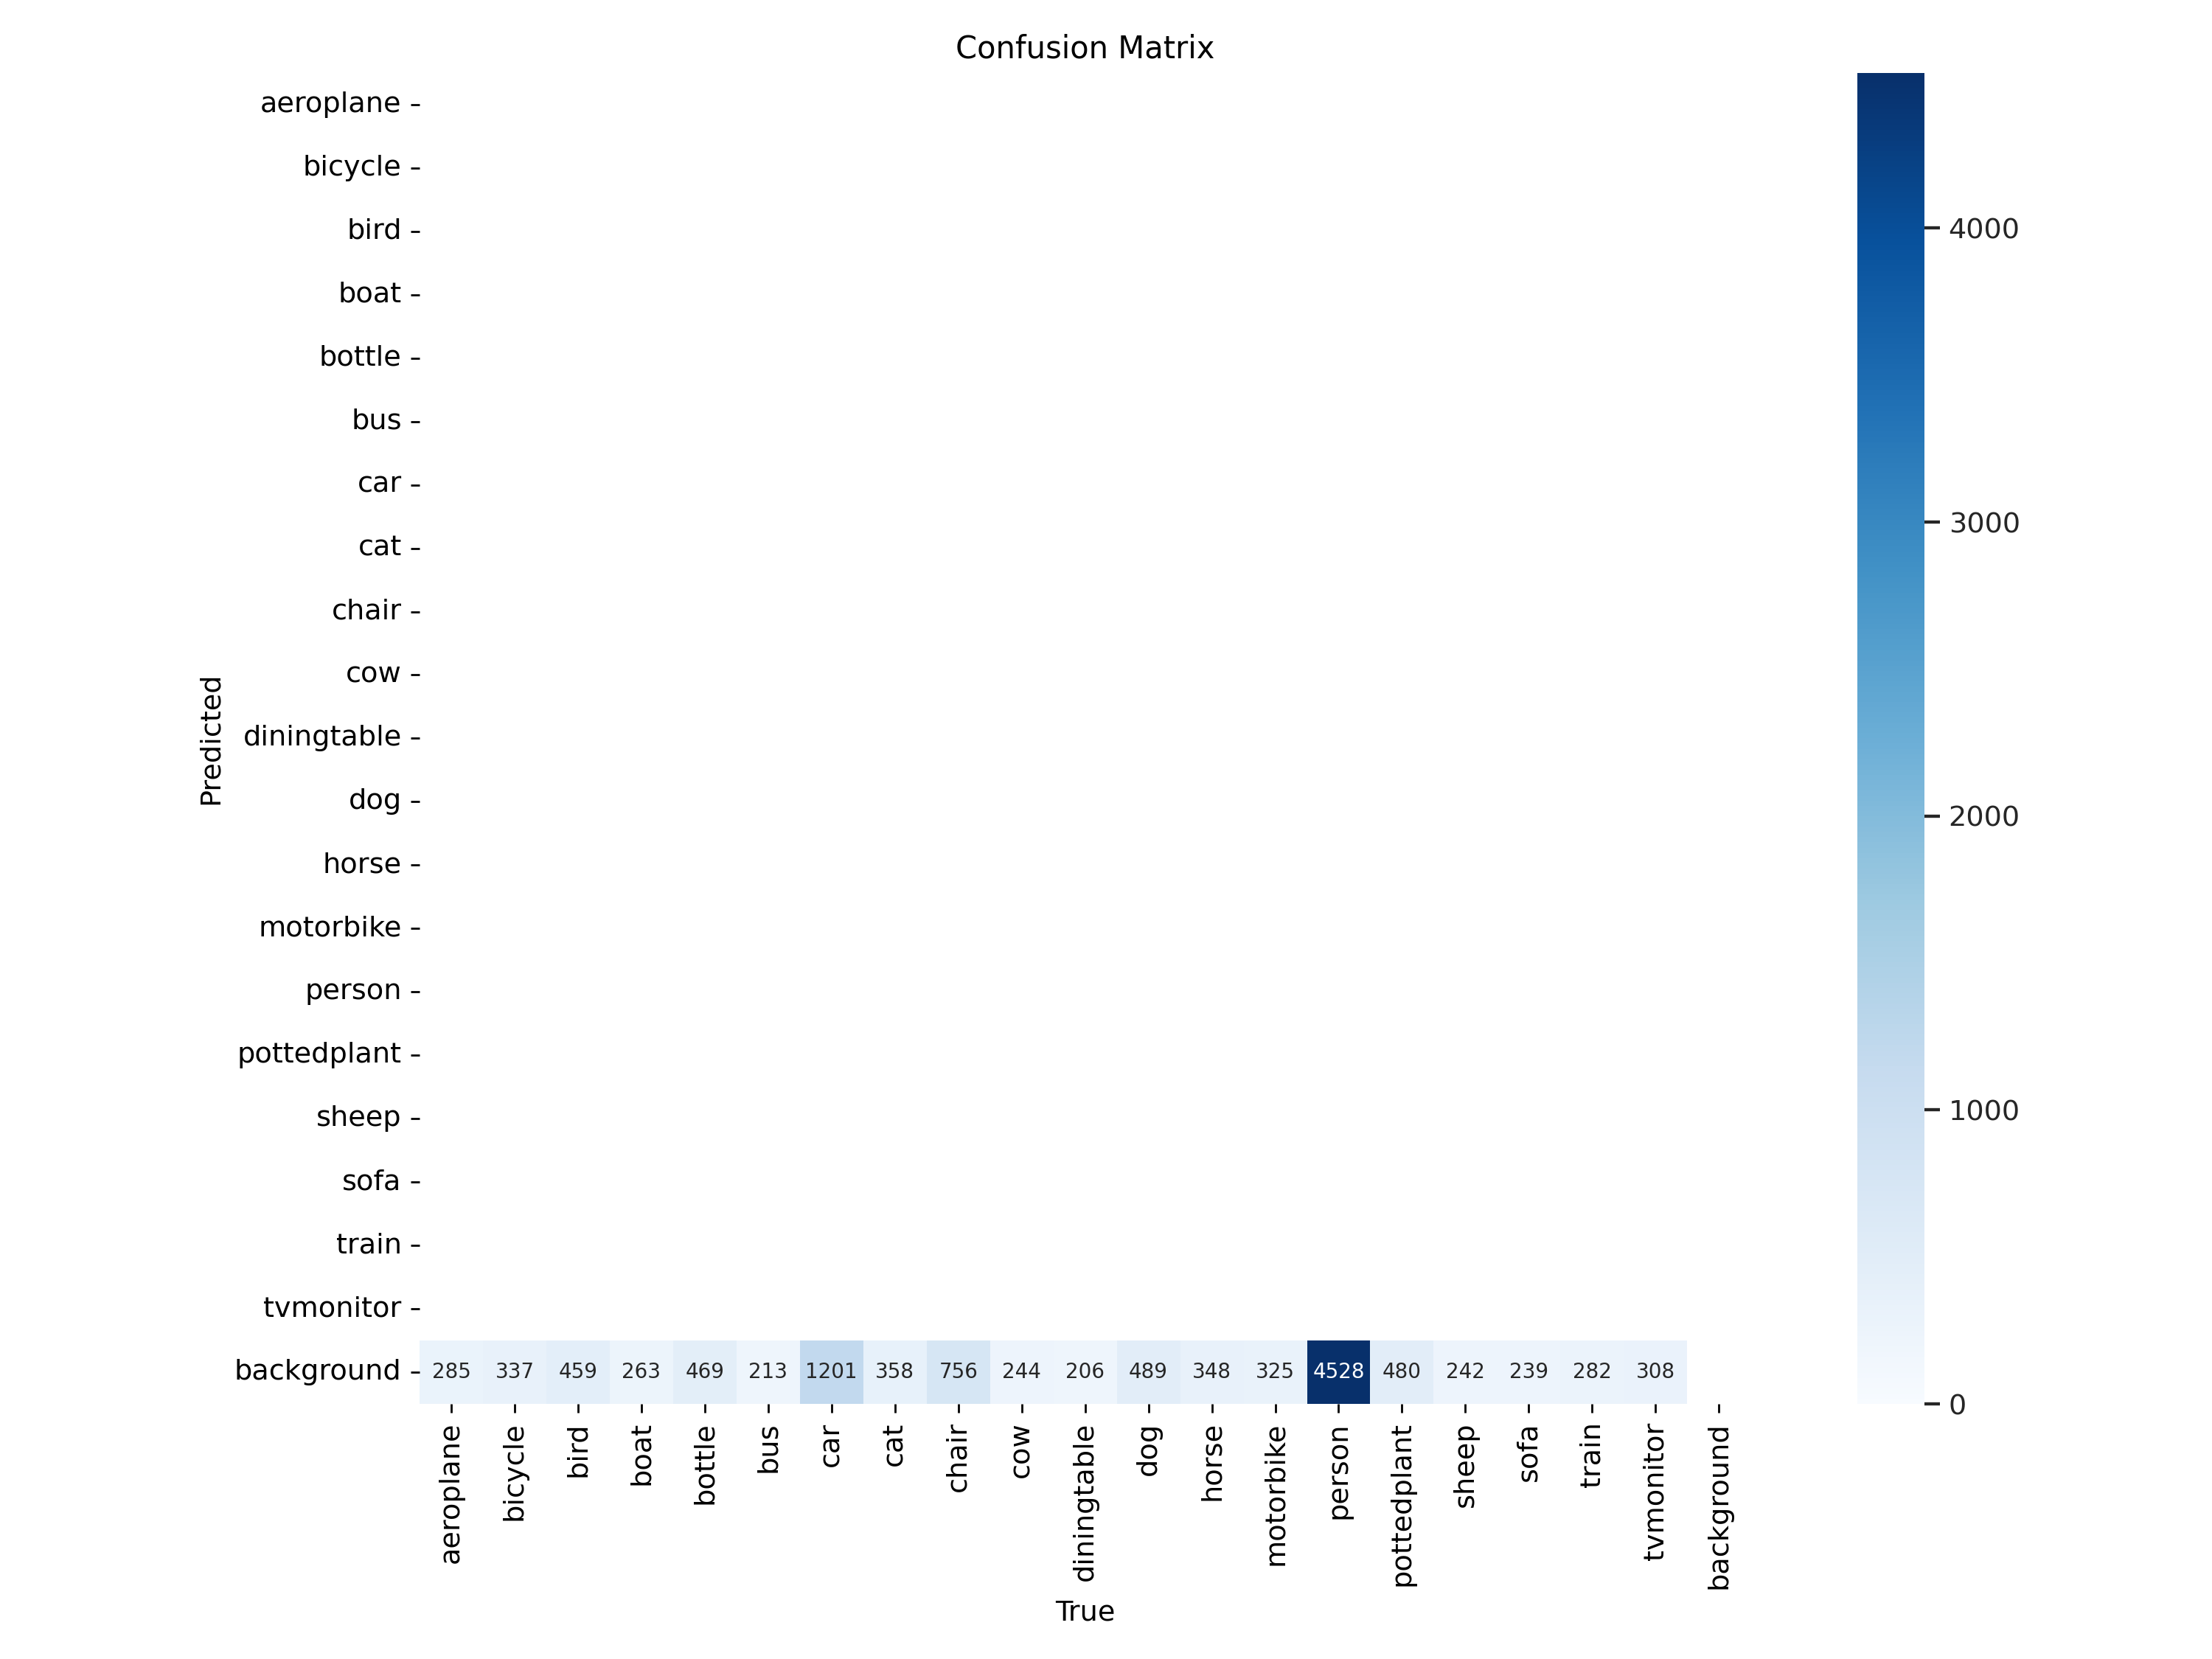 Confusion Matrix
aeroplane
bicycle
bird
boat
bottle
bus
car
cat
chair
cow
diningtable
dog
horse
motorbike
person
pottedplant
sheep
sofa
train
tvmonitor
background
Predicted
285 337 459 263 469 213 1201 358 756 244 206 489 348 325 4528 480 242 239 282 308
aeroplane bicycle bird boat bottle bus car cat chair cow diningtable dog horse motorbike person pottedplant sheep sofa train tvmonitor background
True
4000
3000
2000
1000
0